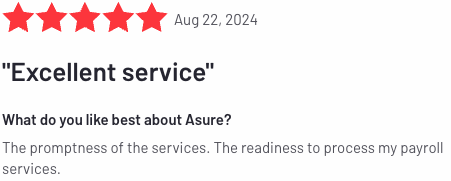 Aug 22, 2024
"Excellent service"
What do you like best about Asure?
The promptness of the services. The readiness to process my payroll
services.